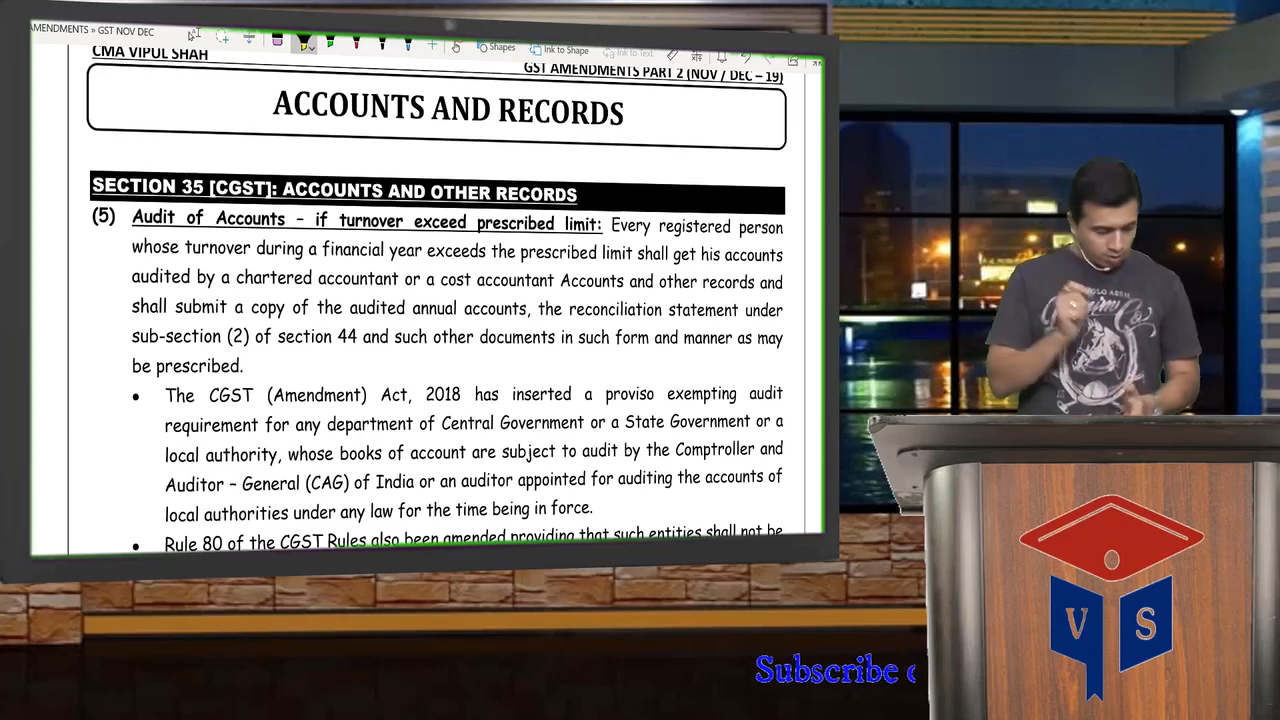 AMENDMENTS » GST NOV DEC
Shapes
Ink to Shape
Ink to Text
CMA VIPUL SHAH
GST AMENDMENTS PART 2 (NOV / DEC – 19)
ACCOUNTS AND RECORDS
SECTION 35 [CGST]: ACCOUNTS AND OTHER RECORDS
(5) Audit of Accounts – if turnover exceed prescribed limit: Every registered person
whose turnover during a financial year exceeds the prescribed limit shall get his accounts
audited by a chartered accountant or a cost accountant Accounts and other records and
shall submit a copy of the audited annual accounts, the reconciliation statement under
sub-section (2) of section 44 and such other documents in such form and manner as may
be prescribed.
• The CGST (Amendment) Act, 2018 has inserted a proviso exempting audit
requirement for any department of Central Government or a State Government or a
local authority, whose books of account are subject to audit by the Comptroller and
Auditor – General (CAG) of India or an auditor appointed for auditing the accounts of
local authorities under any law for the time being in force.
• Rule 80 of the CGST Rules also been amended providing that such entities shall not be
V S
Subscribe